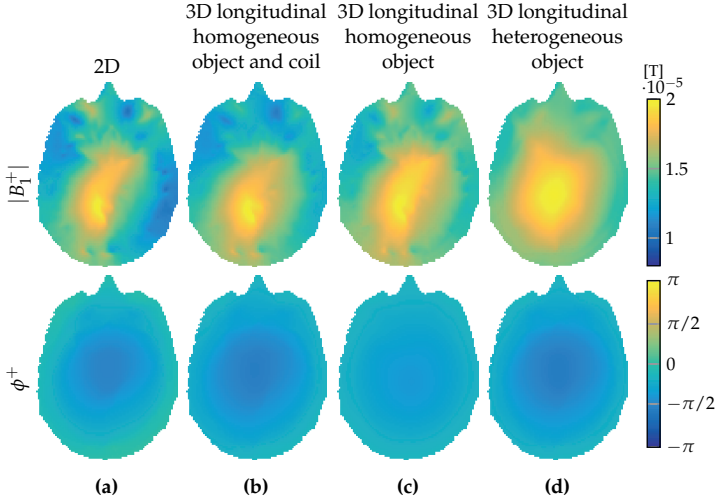 2D
3D longitudinal
homogeneous
object and coil
3D longitudinal
homogeneous
object
3D longitudinal
heterogeneous
object
[T]
·10⁻⁵
2
1.5
1
|B₁⁺|
π
π/2
0
−π/2
−π
ϕ⁺
(a)
(b)
(c)
(d)